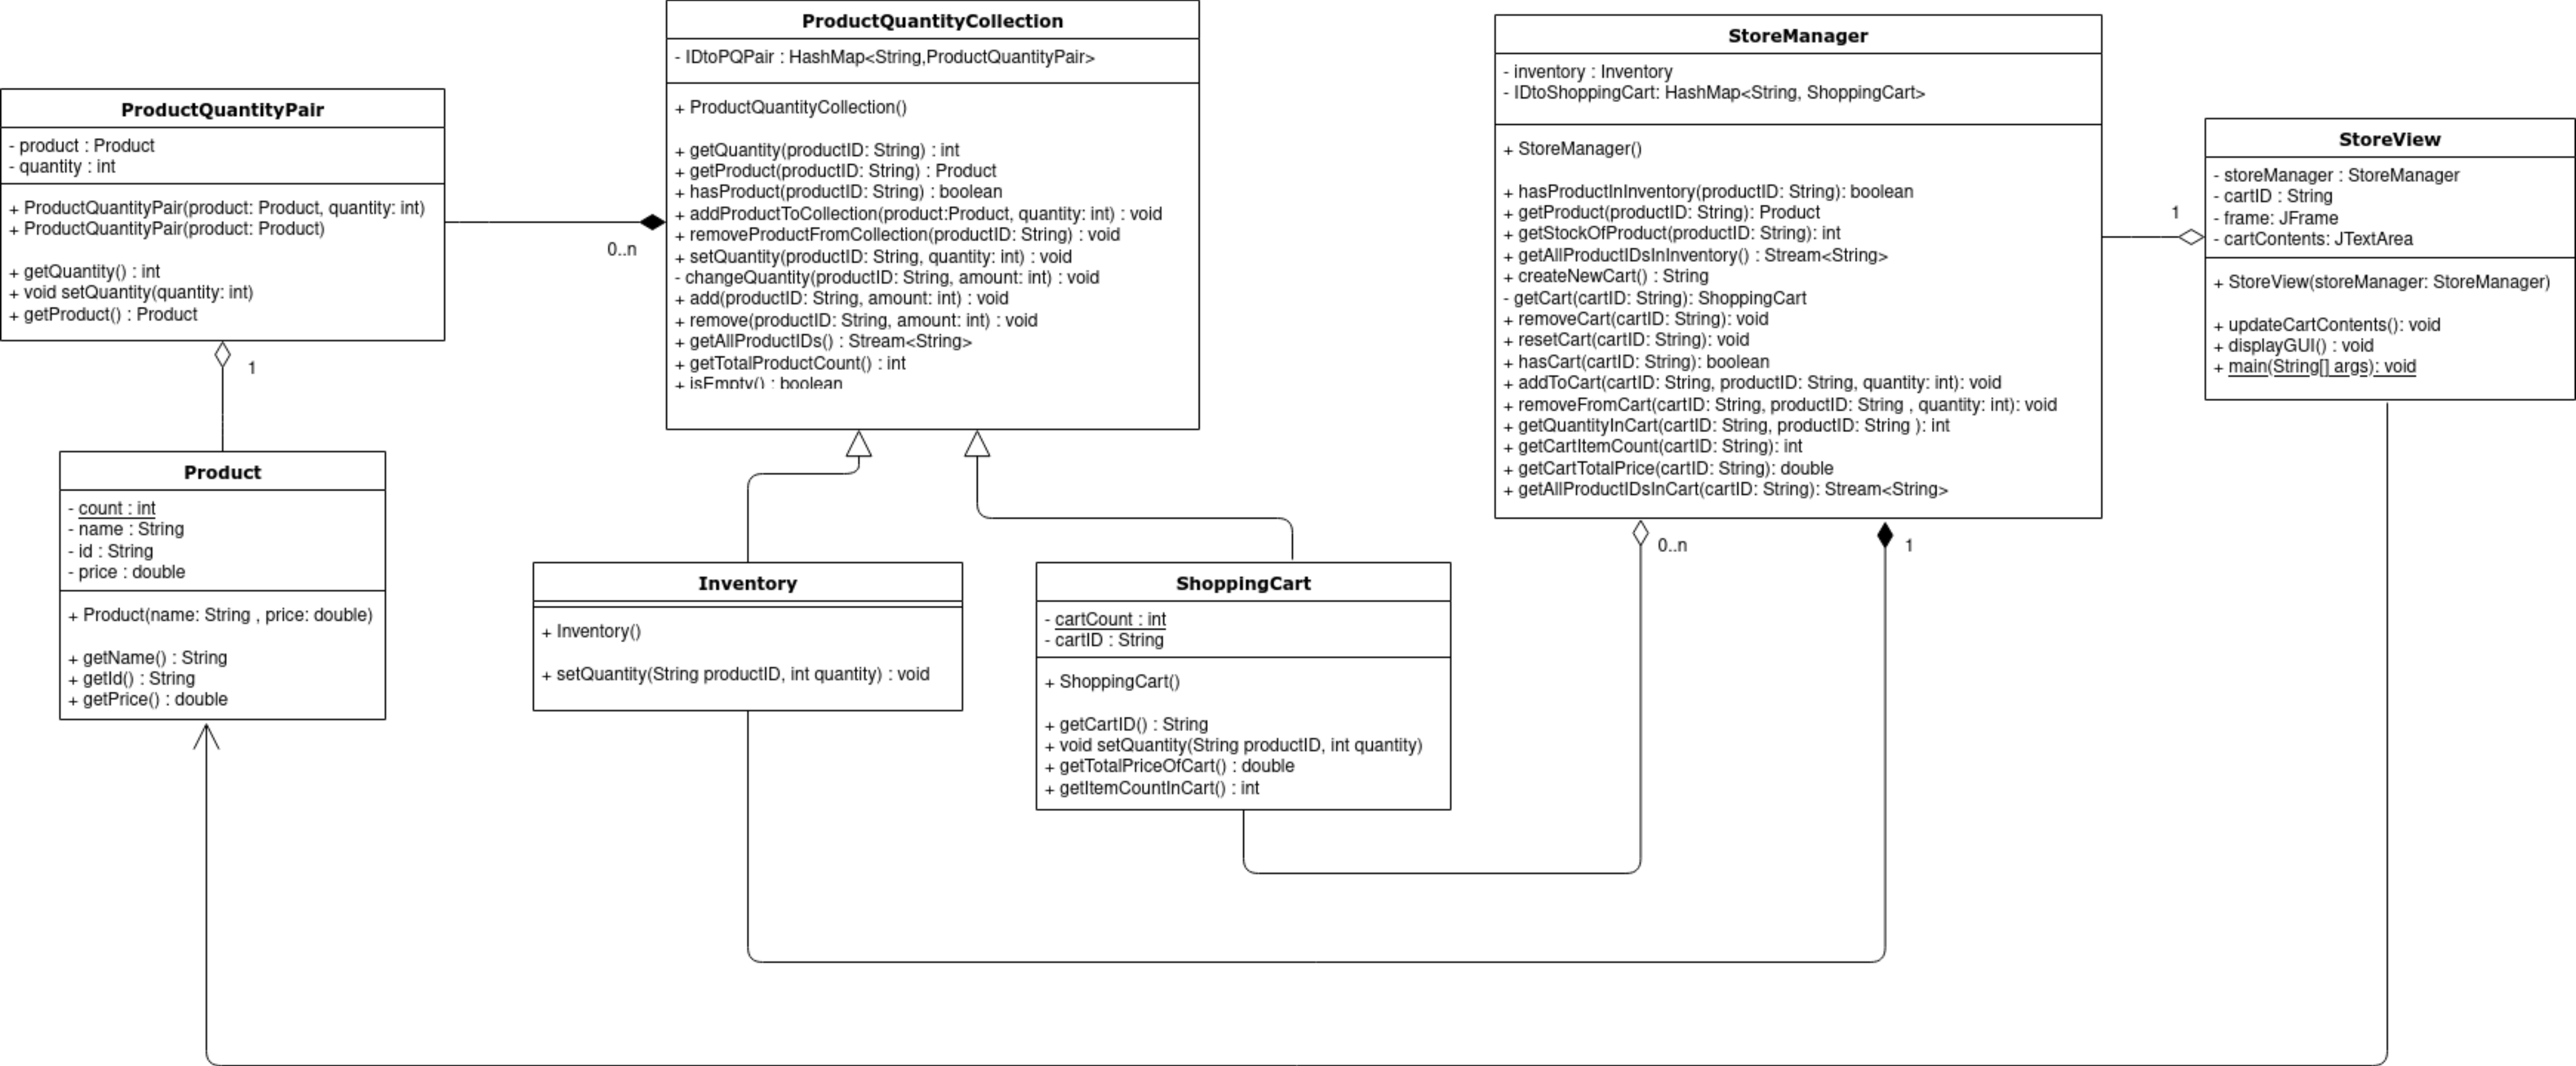 ProductQuantityPair
- product : Product
- quantity : int
+ ProductQuantityPair(product: Product, quantity: int)
+ ProductQuantityPair(product: Product)
+ getQuantity() : int
+ void setQuantity(quantity: int)
+ getProduct() : Product
1
Product
- count : int
- name : String
- id : String
- price : double
+ Product(name: String , price: double)
+ getName() : String
+ getId() : String
+ getPrice() : double
ProductQuantityCollection
- IDtoPQPair : HashMap<String,ProductQuantityPair>
+ ProductQuantityCollection()
+ getQuantity(productID: String) : int
+ getProduct(productID: String) : Product
+ hasProduct(productID: String) : boolean
+ addProductToCollection(product:Product, quantity: int) : void
+ removeProductFromCollection(productID: String) : void
+ setQuantity(productID: String, quantity: int) : void
- changeQuantity(productID: String, amount: int) : void
+ add(productID: String, amount: int) : void
+ remove(productID: String, amount: int) : void
+ getAllProductIDs() : Stream<String>
+ getTotalProductCount() : int
+ isEmpty() : boolean
0..n
Inventory
+ Inventory()
+ setQuantity(String productID, int quantity) : void
ShoppingCart
- cartCount : int
- cartID : String
+ ShoppingCart()
+ getCartID() : String
+ void setQuantity(String productID, int quantity)
+ getTotalPriceOfCart() : double
+ getItemCountInCart() : int
StoreManager
- inventory : Inventory
- IDtoShoppingCart: HashMap<String, ShoppingCart>
+ StoreManager()
+ hasProductInInventory(productID: String): boolean
+ getProduct(productID: String): Product
+ getStockOfProduct(productID: String): int
+ getAllProductIDsInInventory() : Stream<String>
+ createNewCart() : String
- getCart(cartID: String): ShoppingCart
+ removeCart(cartID: String): void
+ resetCart(cartID: String): void
+ hasCart(cartID: String): boolean
+ addToCart(cartID: String, productID: String, quantity: int): void
+ removeFromCart(cartID: String, productID: String , quantity: int): void
+ getQuantityInCart(cartID: String, productID: String ): int
+ getCartItemCount(cartID: String): int
+ getCartTotalPrice(cartID: String): double
+ getAllProductIDsInCart(cartID: String): Stream<String>
0..n
1
1
StoreView
- storeManager : StoreManager
- cartID : String
- frame: JFrame
- cartContents: JTextArea
+ StoreView(storeManager: StoreManager)
+ updateCartContents(): void
+ displayGUI() : void
+ main(String[] args): void